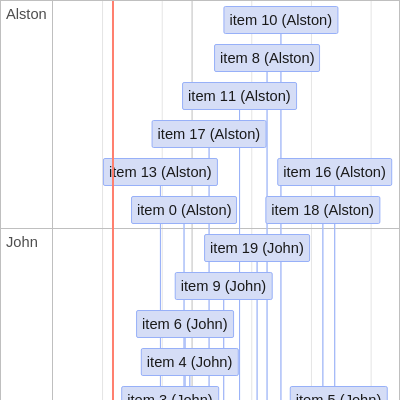 Alston
item 10 (Alston)
item 8 (Alston)
item 11 (Alston)
item 17 (Alston)
item 13 (Alston)
item 16 (Alston)
item 0 (Alston)
item 18 (Alston)
John
item 19 (John)
item 9 (John)
item 6 (John)
item 4 (John)
item 3 (John)
item 5 (John)